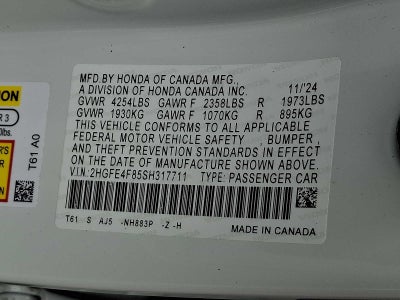 MFD.BY HONDA OF CANADA MFG.,
A DIVISION OF HONDA CANADA INC. 11/'24
GVWR 4254LBS GAWR F 2358LBS R 1973LBS
GVWR 1930KG GAWR F 1070KG R 895KG
THIS VEHICLE CONFORMS TO ALL APPLICABLE
FEDERAL MOTOR VEHICLE SAFETY , BUMPER ,
AND THEFT PREVENTION STANDARDS IN EFFECT
ON THE DATE OF MANUFACTURE SHOWN ABOVE.
V.I.N:2HGFE4F85SH317711 TYPE: PASSENGER CAR
T61 S AJ5 -NH883P -Z -H
MADE IN CANADA
T61 A0